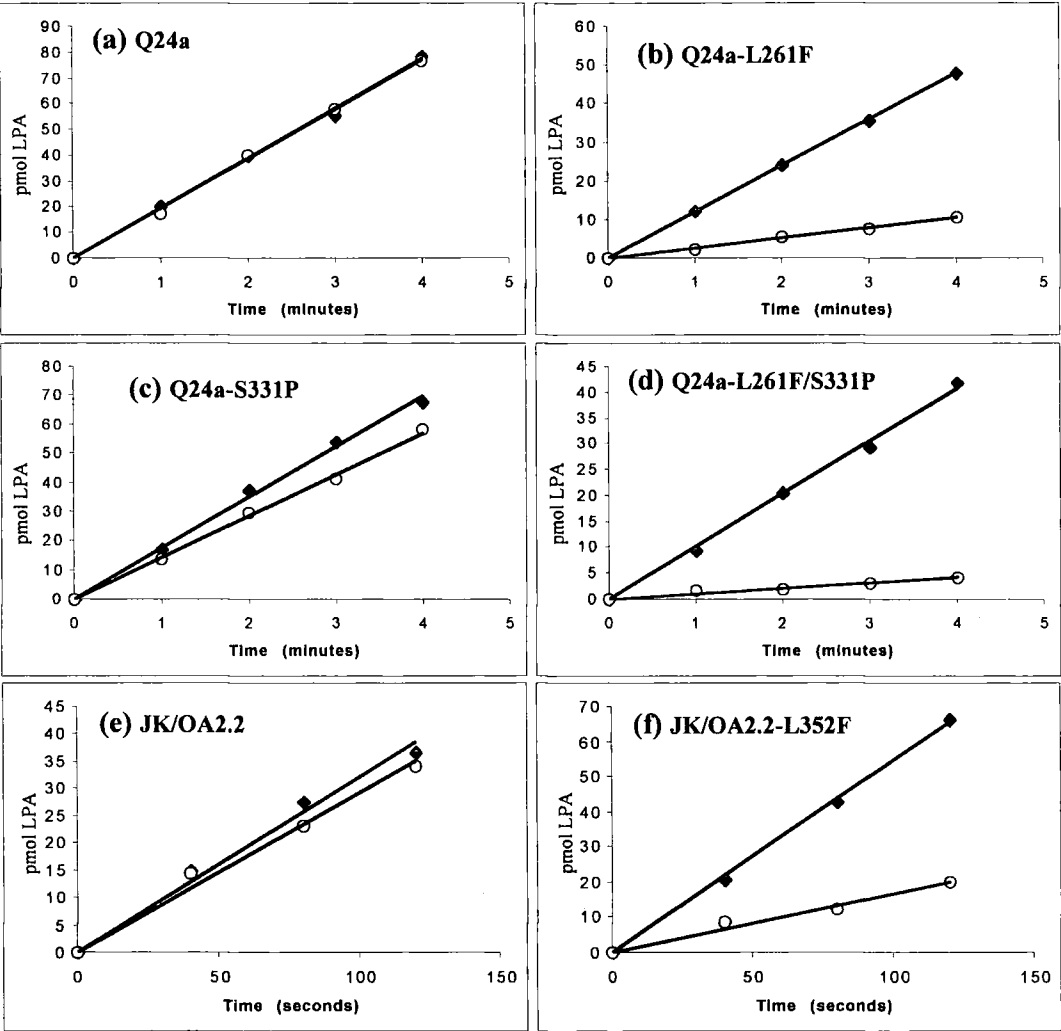 (a) Q24a
90
80
70
60
50
40
30
20
10
0
pmol LPA
0 1 2 3 4 5
Time (minutes)
(b) Q24a-L261F
60
50
40
30
20
10
0
pmol LPA
0 1 2 3 4 5
Time (minutes)
(c) Q24a-S331P
80
70
60
50
40
30
20
10
0
pmol LPA
0 1 2 3 4 5
Time (minutes)
(d) Q24a-L261F/S331P
45
40
35
30
25
20
15
10
5
0
pmol LPA
0 1 2 3 4 5
Time (minutes)
(e) JK/OA2.2
45
40
35
30
25
20
15
10
5
0
pmol LPA
0 50 100 150
Time (seconds)
(f) JK/OA2.2-L352F
70
60
50
40
30
20
10
0
pmol LPA
0 50 100 150
Time (seconds)